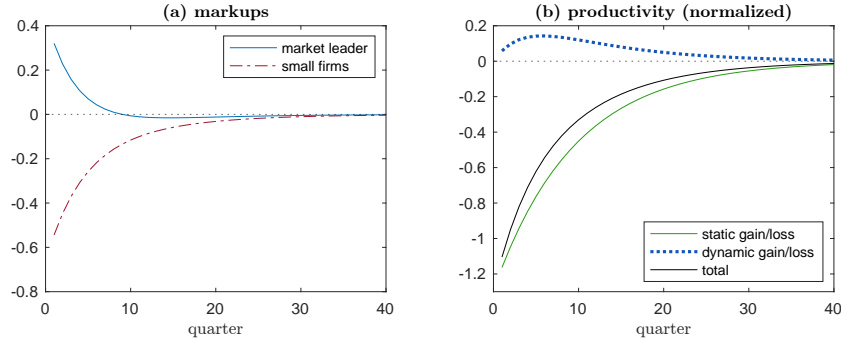 (a) markups
0.4
0.2
0
-0.2
-0.4
-0.6
-0.8
0
10
20
30
40
quarter
market leader
small firms
(b) productivity (normalized)
0.2
0
-0.2
-0.4
-0.6
-0.8
-1
-1.2
0
10
20
30
40
quarter
static gain/loss
dynamic gain/loss
total